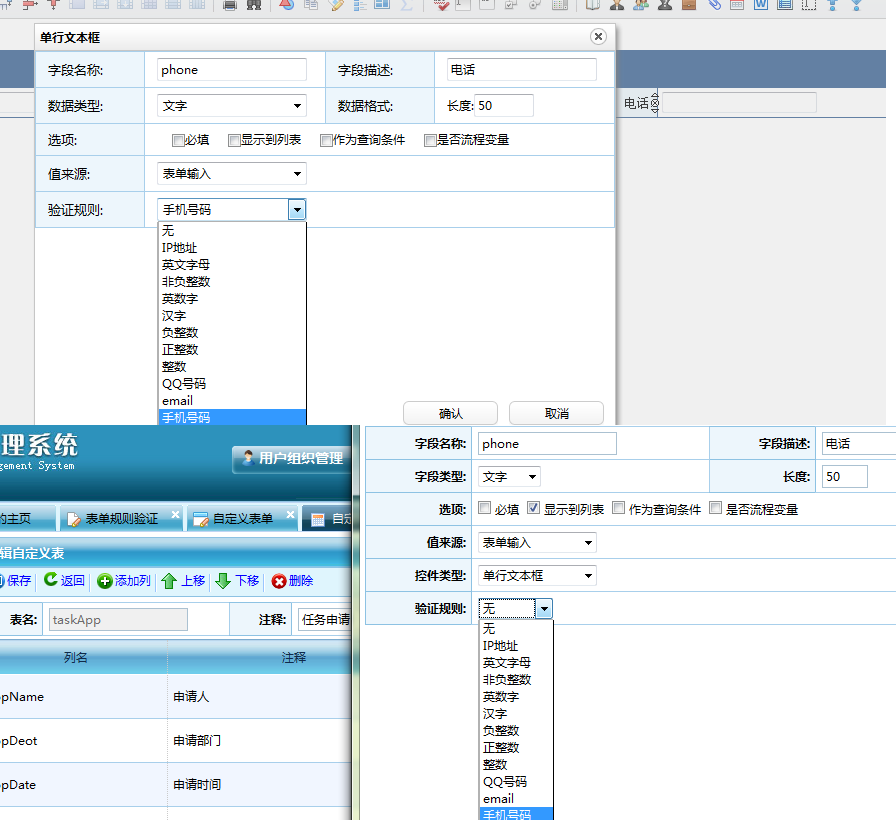 单行文本框
字段名称: phone 字段描述: 电话
数据类型: 文字 数据格式: 长度: 50
电话
选项: 必填 显示到列表 作为查询条件 是否流程变量
值来源: 表单输入
验证规则: 手机号码
无
IP地址
英文字母
非负整数
英数字
汉字
负整数
正整数
整数
QQ号码
email
手机号码
确认 取消
理系统
gement System
用户组织管理
的主页 表单规则验证 自定义表单 自定
辑自定义表
保存 返回 添加列 上移 下移 删除
表名: taskApp 注释: 任务申请
列名 注释
pName 申请人
pDeot 申请部门
pDate 申请时间
字段名称: phone 字段描述: 电话
字段类型: 文字 长度: 50
选项: 必填 显示到列表 作为查询条件 是否流程变量
值来源: 表单输入
控件类型: 单行文本框
验证规则: 无
无
IP地址
英文字母
非负整数
英数字
汉字
负整数
正整数
整数
QQ号码
email
手机号码